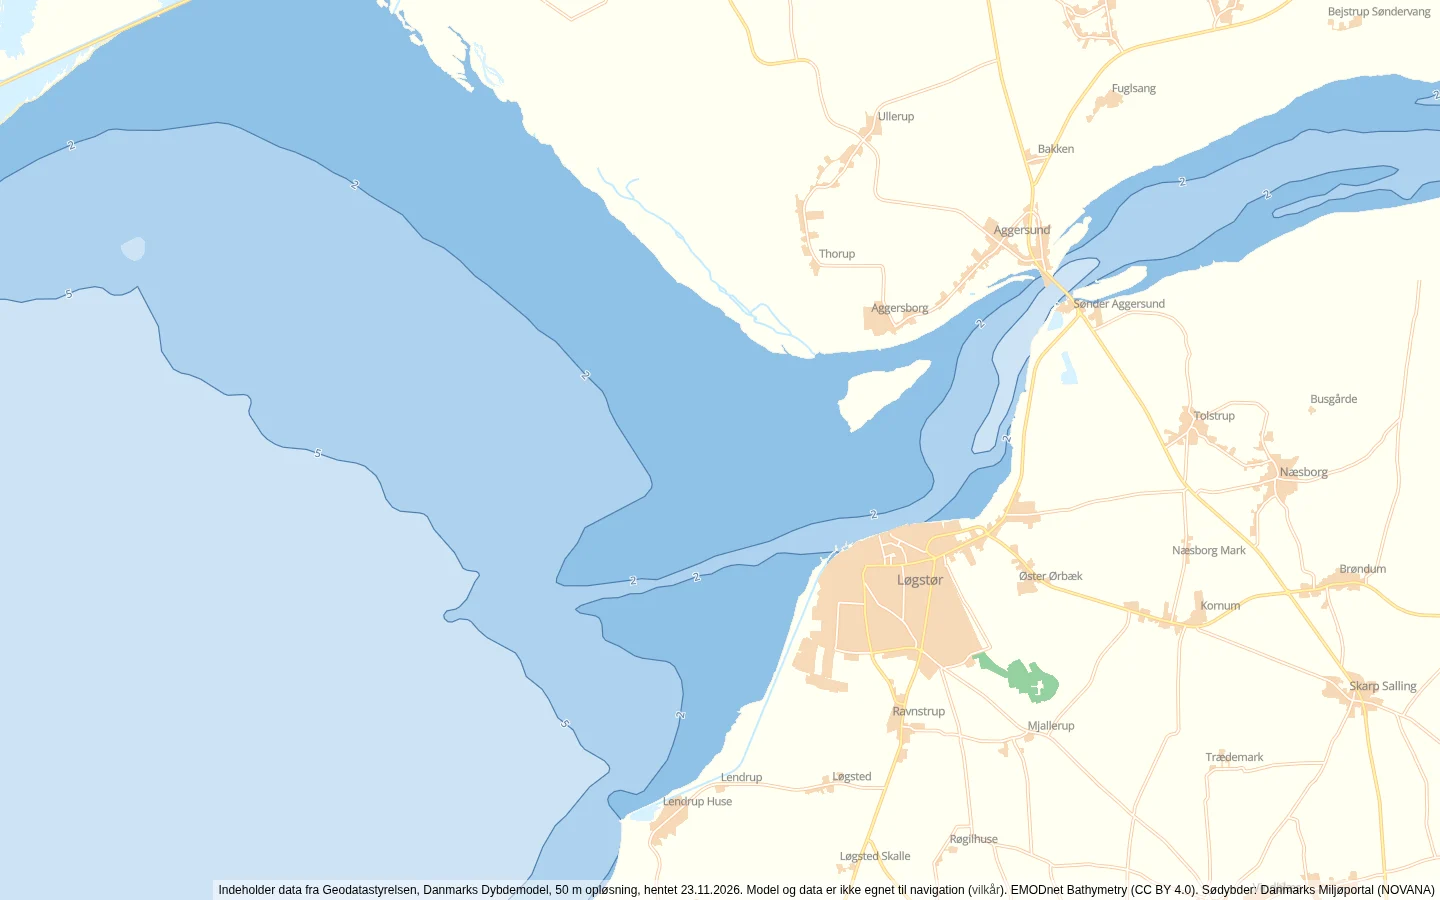 Bejstrup Søndervang
Fuglsang
2
Ullerup
2
Bakken
2
2
2
Aggersund
Thorup
5
Sønder Aggersund
Aggersborg
2
2
Busgårde
Tolstrup
2
5
Næsborg
2
Næsborg Mark
Brøndum
2
2
Løgstør
Øster Ørbæk
Kornum
Skarp Salling
2
5
Ravnstrup
Mjallerup
Trædemark
Lendrup
Løgsted
Lendrup Huse
Røgilhuse
Løgsted Skalle
Indeholder data fra Geodatastyrelsen, Danmarks Dybdemodel, 50 m opløsning, hentet 23.11.2026. Model og data er ikke egnet til navigation (vilkår). EMODnet Bathymetry (CC BY 4.0). Sødybder: Danmarks Miljøportal (NOVANA)